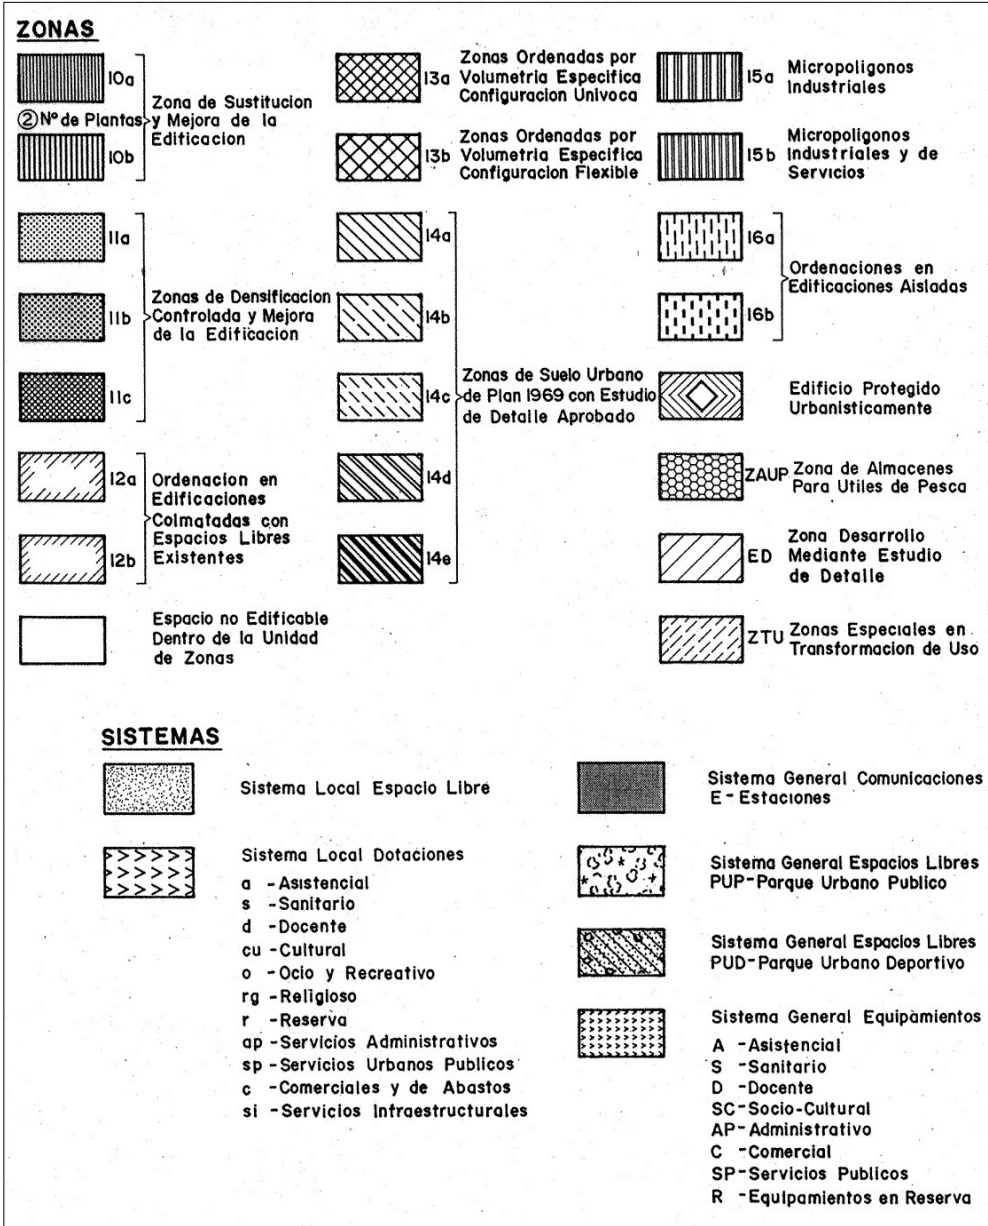 ZONAS
10a
② Nº de Plantas
10b
Zona de Sustitucion
y Mejora de la
Edificacion
11a
11b
11c
Zonas de Densificacion
Controlada y Mejora
de la Edificacion
12a
12b
Ordenacion en
Edificaciones
Colmatadas con
Espacios Libres
Existentes
Espacio no Edificable
Dentro de la Unidad
de Zonas
13a
Zonas Ordenadas por
Volumetria Especifica
Configuracion Univoca
13b
Zonas Ordenadas por
Volumetria Especifica
Configuracion Flexible
14a
14b
14c
14d
14e
Zonas de Suelo Urbano
de Plan 1969 con Estudio
de Detalle Aprobado
15a
Micropoligonos
Industriales
15b
Micropoligonos
Industriales y de
Servicios
16a
16b
Ordenaciones en
Edificaciones Aisladas
Edificio Protegido
Urbanisticamente
ZAUP
Zona de Almacenes
Para Utiles de Pesca
ED
Zona Desarrollo
Mediante Estudio
de Detalle
ZTU
Zonas Especiales en
Transformacion de Uso
SISTEMAS
Sistema Local Espacio Libre
Sistema Local Dotaciones
a - Asistencial
s - Sanitario
d - Docente
cu - Cultural
o - Ocio y Recreativo
rg - Religioso
r - Reserva
ap - Servicios Administrativos
sp - Servicios Urbanos Publicos
c - Comerciales y de Abastos
si - Servicios Infraestructurales
Sistema General Comunicaciones
E - Estaciones
Sistema General Espacios Libres
PUP - Parque Urbano Publico
Sistema General Espacios Libres
PUD - Parque Urbano Deportivo
Sistema General Equipamientos
A - Asistencial
S - Sanitario
D - Docente
SC - Socio-Cultural
AP - Administrativo
C - Comercial
SP - Servicios Publicos
R - Equipamientos en Reserva